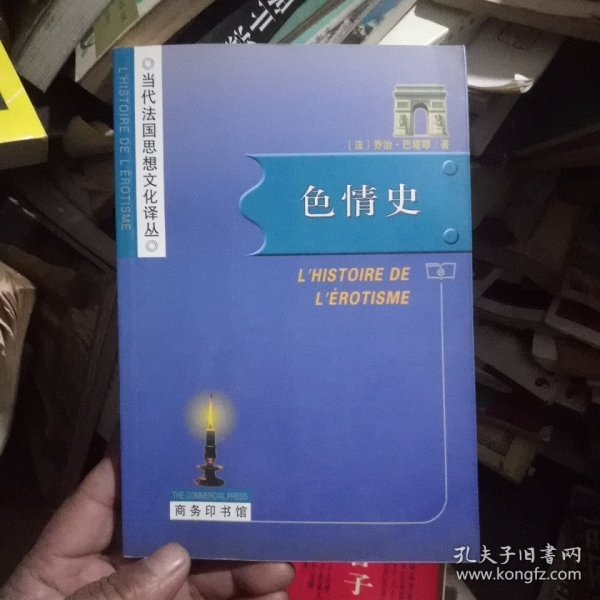 L'HISTOIRE DE L'ÉROTISME
◎当代法国思想文化译丛◎
〔法〕乔治·巴塔耶/著
色情史
L'HISTOIRE DE
L'ÉROTISME
THE COMMERCIAL PRESS
商务印书馆
子
孔夫子旧书网
www.kongfz.com